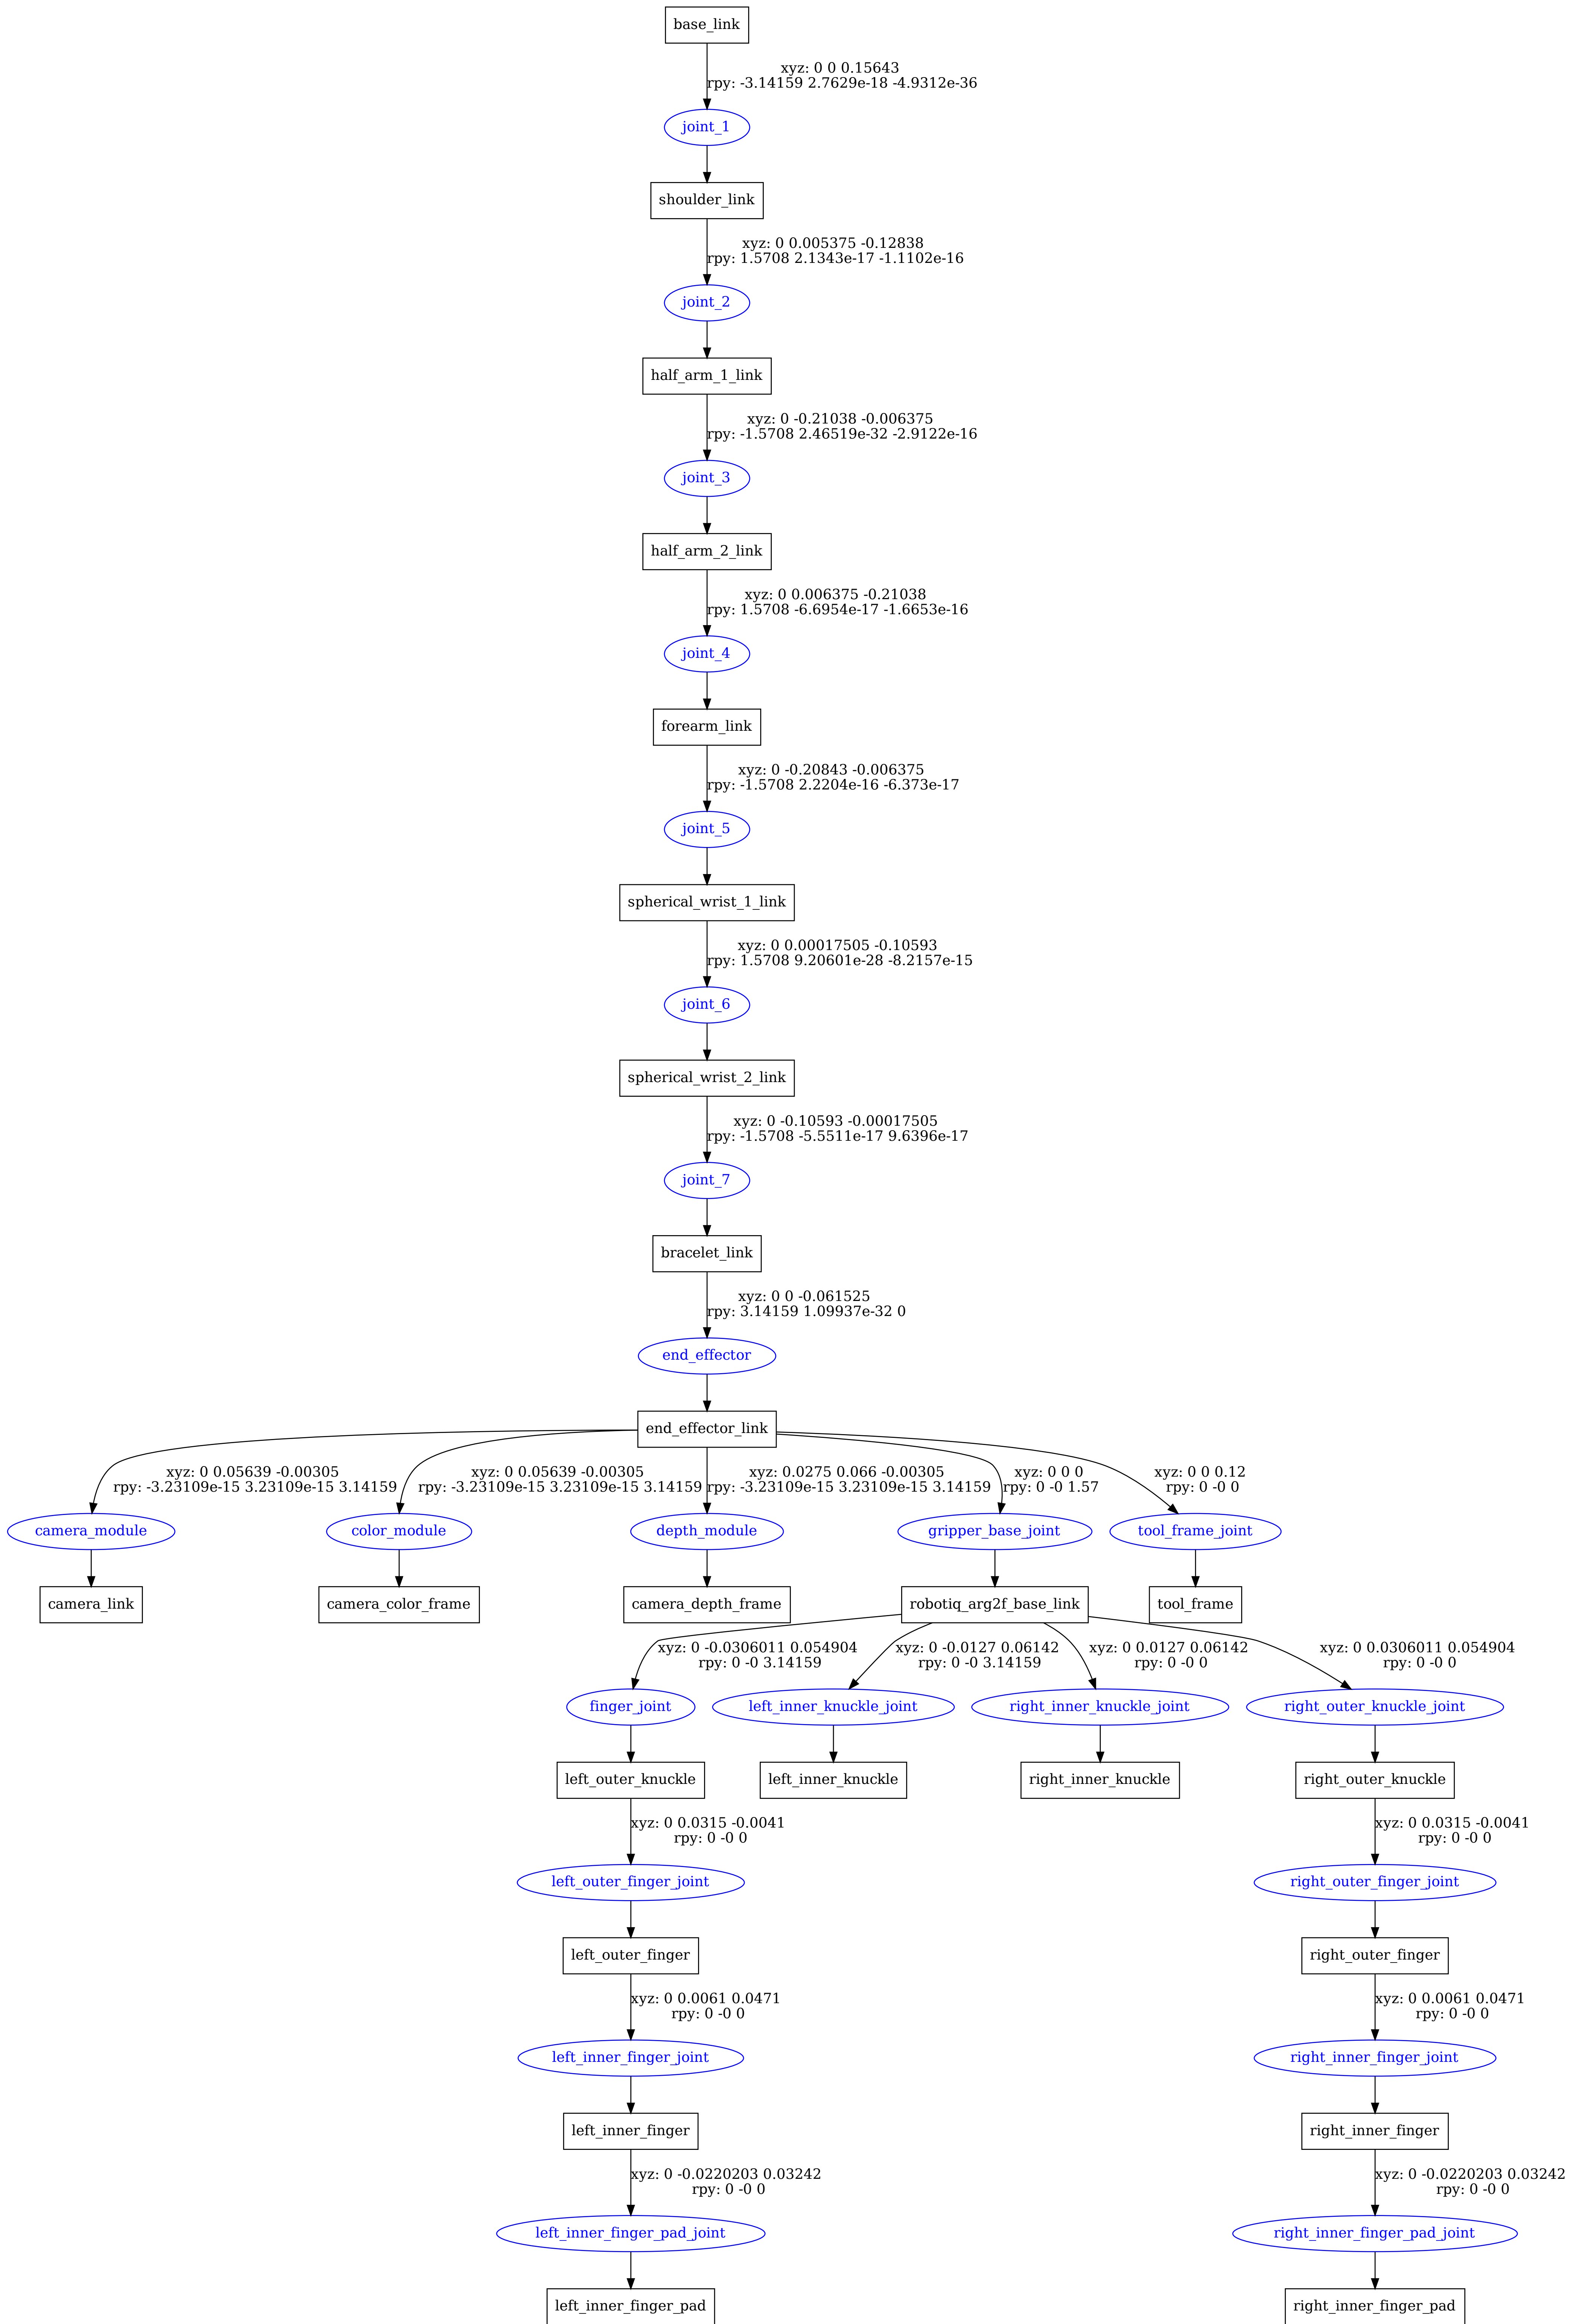 base_link
xyz: 0 0 0.15643
rpy: -3.14159 2.7629e-18 -4.9312e-36
joint_1
shoulder_link
xyz: 0 0.005375 -0.12838
rpy: 1.5708 2.1343e-17 -1.1102e-16
joint_2
half_arm_1_link
xyz: 0 -0.21038 -0.006375
rpy: -1.5708 2.46519e-32 -2.9122e-16
joint_3
half_arm_2_link
xyz: 0 0.006375 -0.21038
rpy: 1.5708 -6.6954e-17 -1.6653e-16
joint_4
forearm_link
xyz: 0 -0.20843 -0.006375
rpy: -1.5708 2.2204e-16 -6.373e-17
joint_5
spherical_wrist_1_link
xyz: 0 0.00017505 -0.10593
rpy: 1.5708 9.20601e-28 -8.2157e-15
joint_6
spherical_wrist_2_link
xyz: 0 -0.10593 -0.00017505
rpy: -1.5708 -5.5511e-17 9.6396e-17
joint_7
bracelet_link
xyz: 0 0 -0.061525
rpy: 3.14159 1.09937e-32 0
end_effector
end_effector_link
xyz: 0 0.05639 -0.00305
rpy: -3.23109e-15 3.23109e-15 3.14159
xyz: 0 0.05639 -0.00305
rpy: -3.23109e-15 3.23109e-15 3.14159
xyz: 0.0275 0.066 -0.00305
rpy: -3.23109e-15 3.23109e-15 3.14159
xyz: 0 0 0
rpy: 0 -0 1.57
xyz: 0 0 0.12
rpy: 0 -0 0
camera_module
color_module
depth_module
gripper_base_joint
tool_frame_joint
camera_link
camera_color_frame
camera_depth_frame
robotiq_arg2f_base_link
tool_frame
xyz: 0 -0.0306011 0.054904
rpy: 0 -0 3.14159
xyz: 0 -0.0127 0.06142
rpy: 0 -0 3.14159
xyz: 0 0.0127 0.06142
rpy: 0 -0 0
xyz: 0 0.0306011 0.054904
rpy: 0 -0 0
finger_joint
left_inner_knuckle_joint
right_inner_knuckle_joint
right_outer_knuckle_joint
left_outer_knuckle
left_inner_knuckle
right_inner_knuckle
right_outer_knuckle
xyz: 0 0.0315 -0.0041
rpy: 0 -0 0
xyz: 0 0.0315 -0.0041
rpy: 0 -0 0
left_outer_finger_joint
right_outer_finger_joint
left_outer_finger
right_outer_finger
xyz: 0 0.0061 0.0471
rpy: 0 -0 0
xyz: 0 0.0061 0.0471
rpy: 0 -0 0
left_inner_finger_joint
right_inner_finger_joint
left_inner_finger
right_inner_finger
xyz: 0 -0.0220203 0.03242
rpy: 0 -0 0
xyz: 0 -0.0220203 0.03242
rpy: 0 -0 0
left_inner_finger_pad_joint
right_inner_finger_pad_joint
left_inner_finger_pad
right_inner_finger_pad